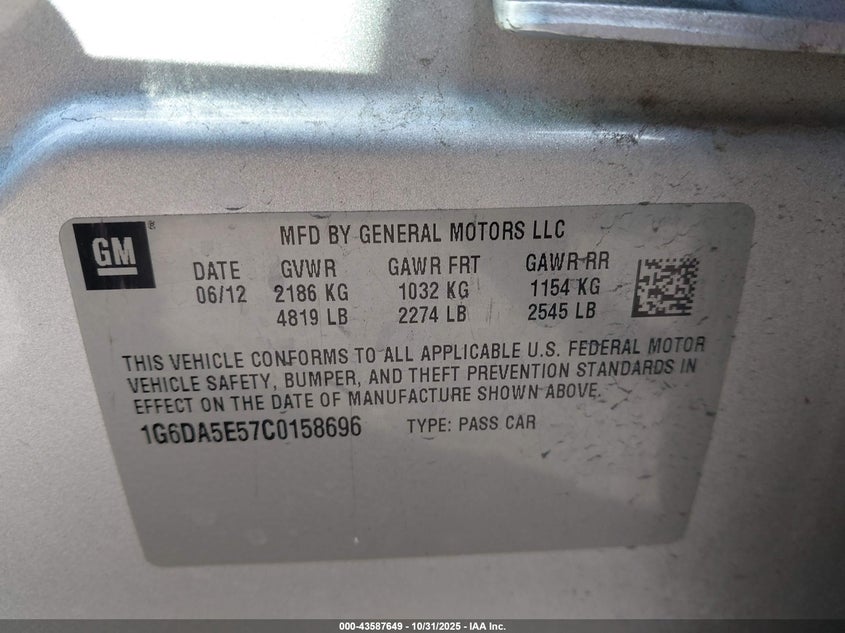 GM ®
MFD BY GENERAL MOTORS LLC
DATE GVWR GAWR FRT GAWR RR
06/12 2186 KG 1032 KG 1154 KG
4819 LB 2274 LB 2545 LB
THIS VEHICLE CONFORMS TO ALL APPLICABLE U.S. FEDERAL MOTOR
VEHICLE SAFETY, BUMPER, AND THEFT PREVENTION STANDARDS IN
EFFECT ON THE DATE OF MANUFACTURE SHOWN ABOVE.
1G6DA5E57C0158696 TYPE: PASS CAR
000-43587649 - 10/31/2025 - IAA Inc.